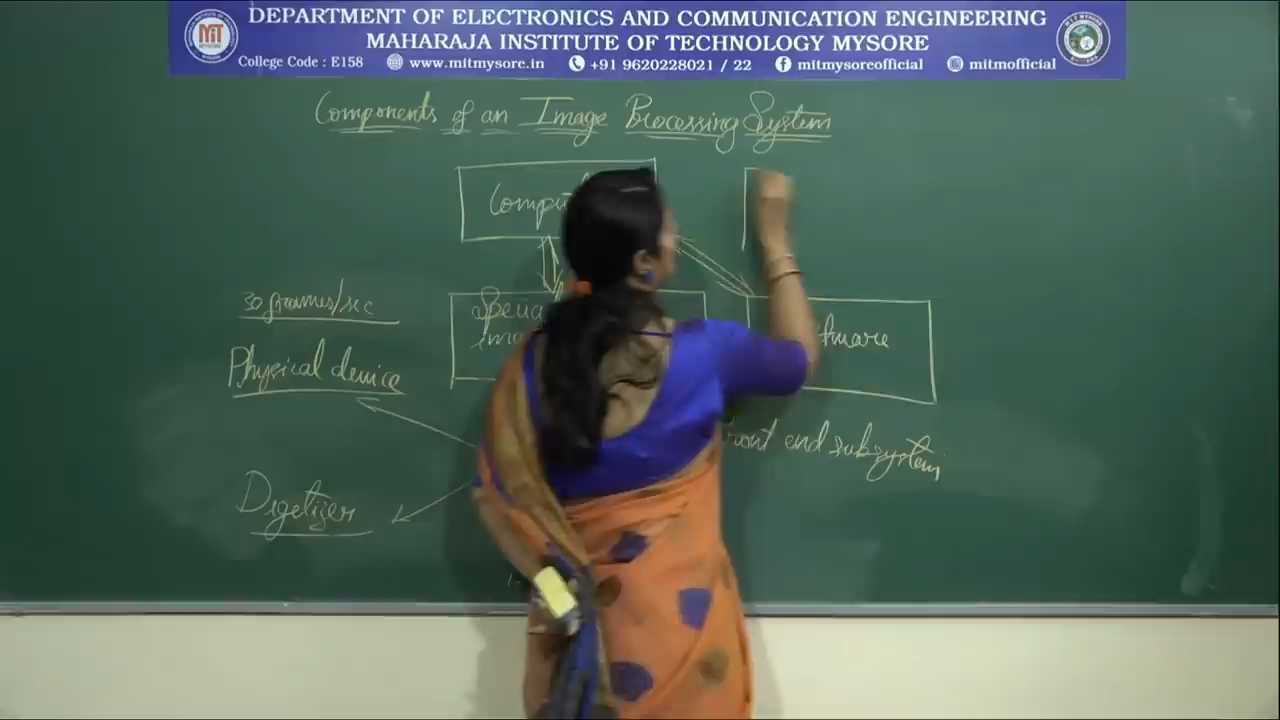 DEPARTMENT OF ELECTRONICS AND COMMUNICATION ENGINEERING
MAHARAJA INSTITUTE OF TECHNOLOGY MYSORE
College Code : E158 www.mitmysore.in +91 9620228021 / 22 mitmysoreofficial mitmofficial
MIT
Components of an Image Processing System
30 frames/sec
Physical device
end subsystem
Digetizer